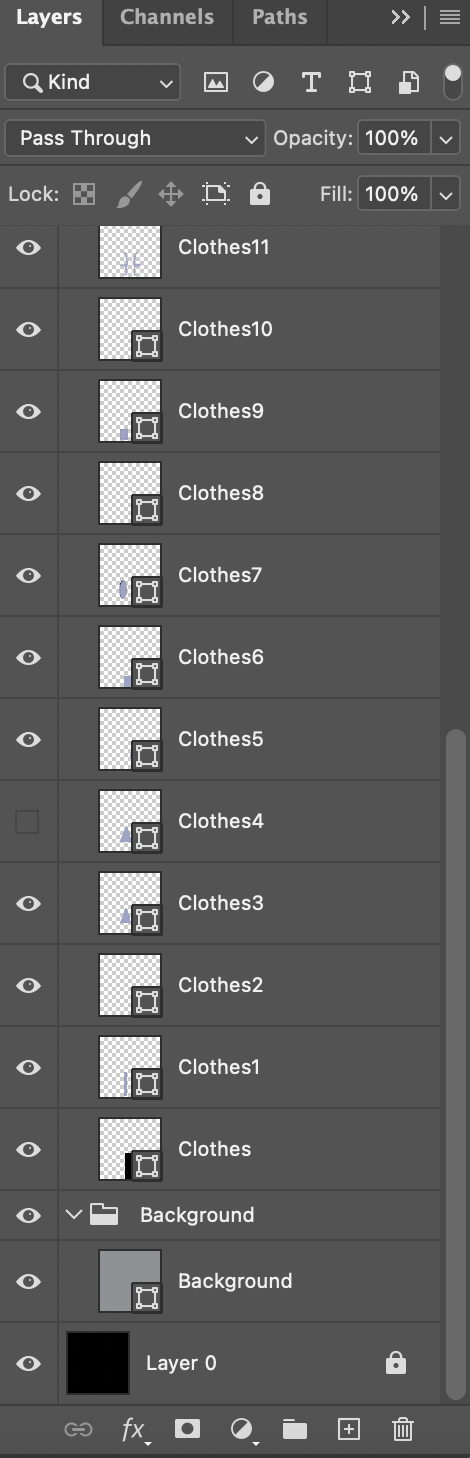 Layers Channels Paths
Kind
Pass Through Opacity: 100%
Lock: Fill: 100%
Clothes11
Clothes10
Clothes9
Clothes8
Clothes7
Clothes6
Clothes5
Clothes4
Clothes3
Clothes2
Clothes1
Clothes
Background
Background
Layer 0
fx